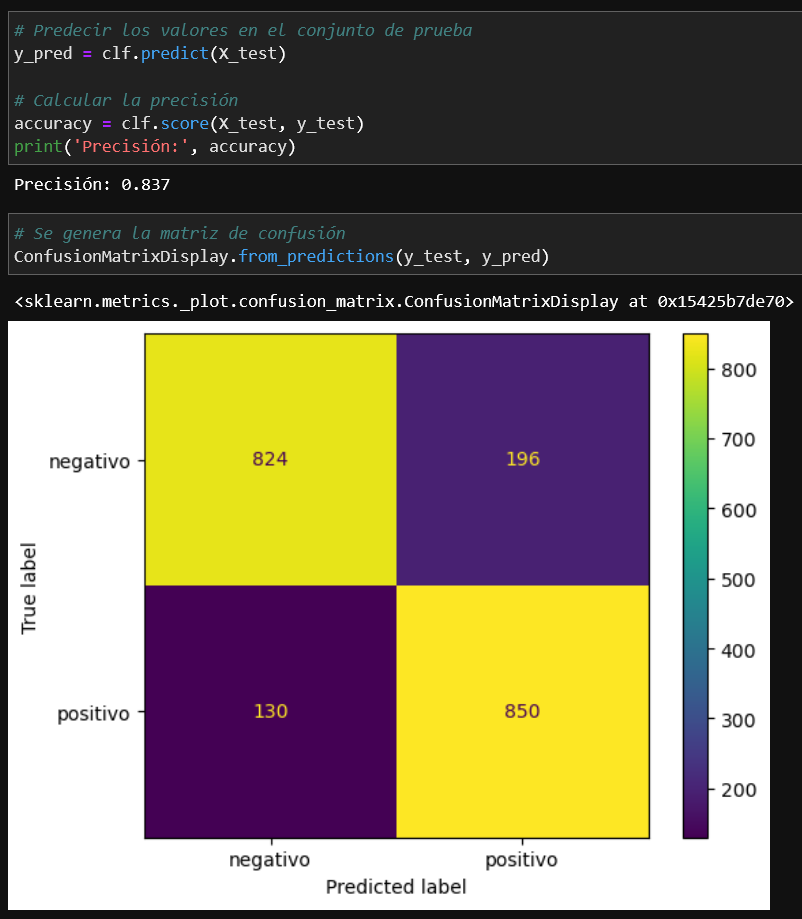 # Predecir los valores en el conjunto de prueba
y_pred = clf.predict(X_test)
# Calcular la precisión
accuracy = clf.score(X_test, y_test)
print('Precisión:', accuracy)
Precisión: 0.837
# Se genera la matriz de confusión
ConfusionMatrixDisplay.from_predictions(y_test, y_pred)
<sklearn.metrics._plot.confusion_matrix.ConfusionMatrixDisplay at 0x15425b7de70>
negativo
824
196
positivo
130
850
True label
negativo
positivo
Predicted label
800
700
600
500
400
300
200